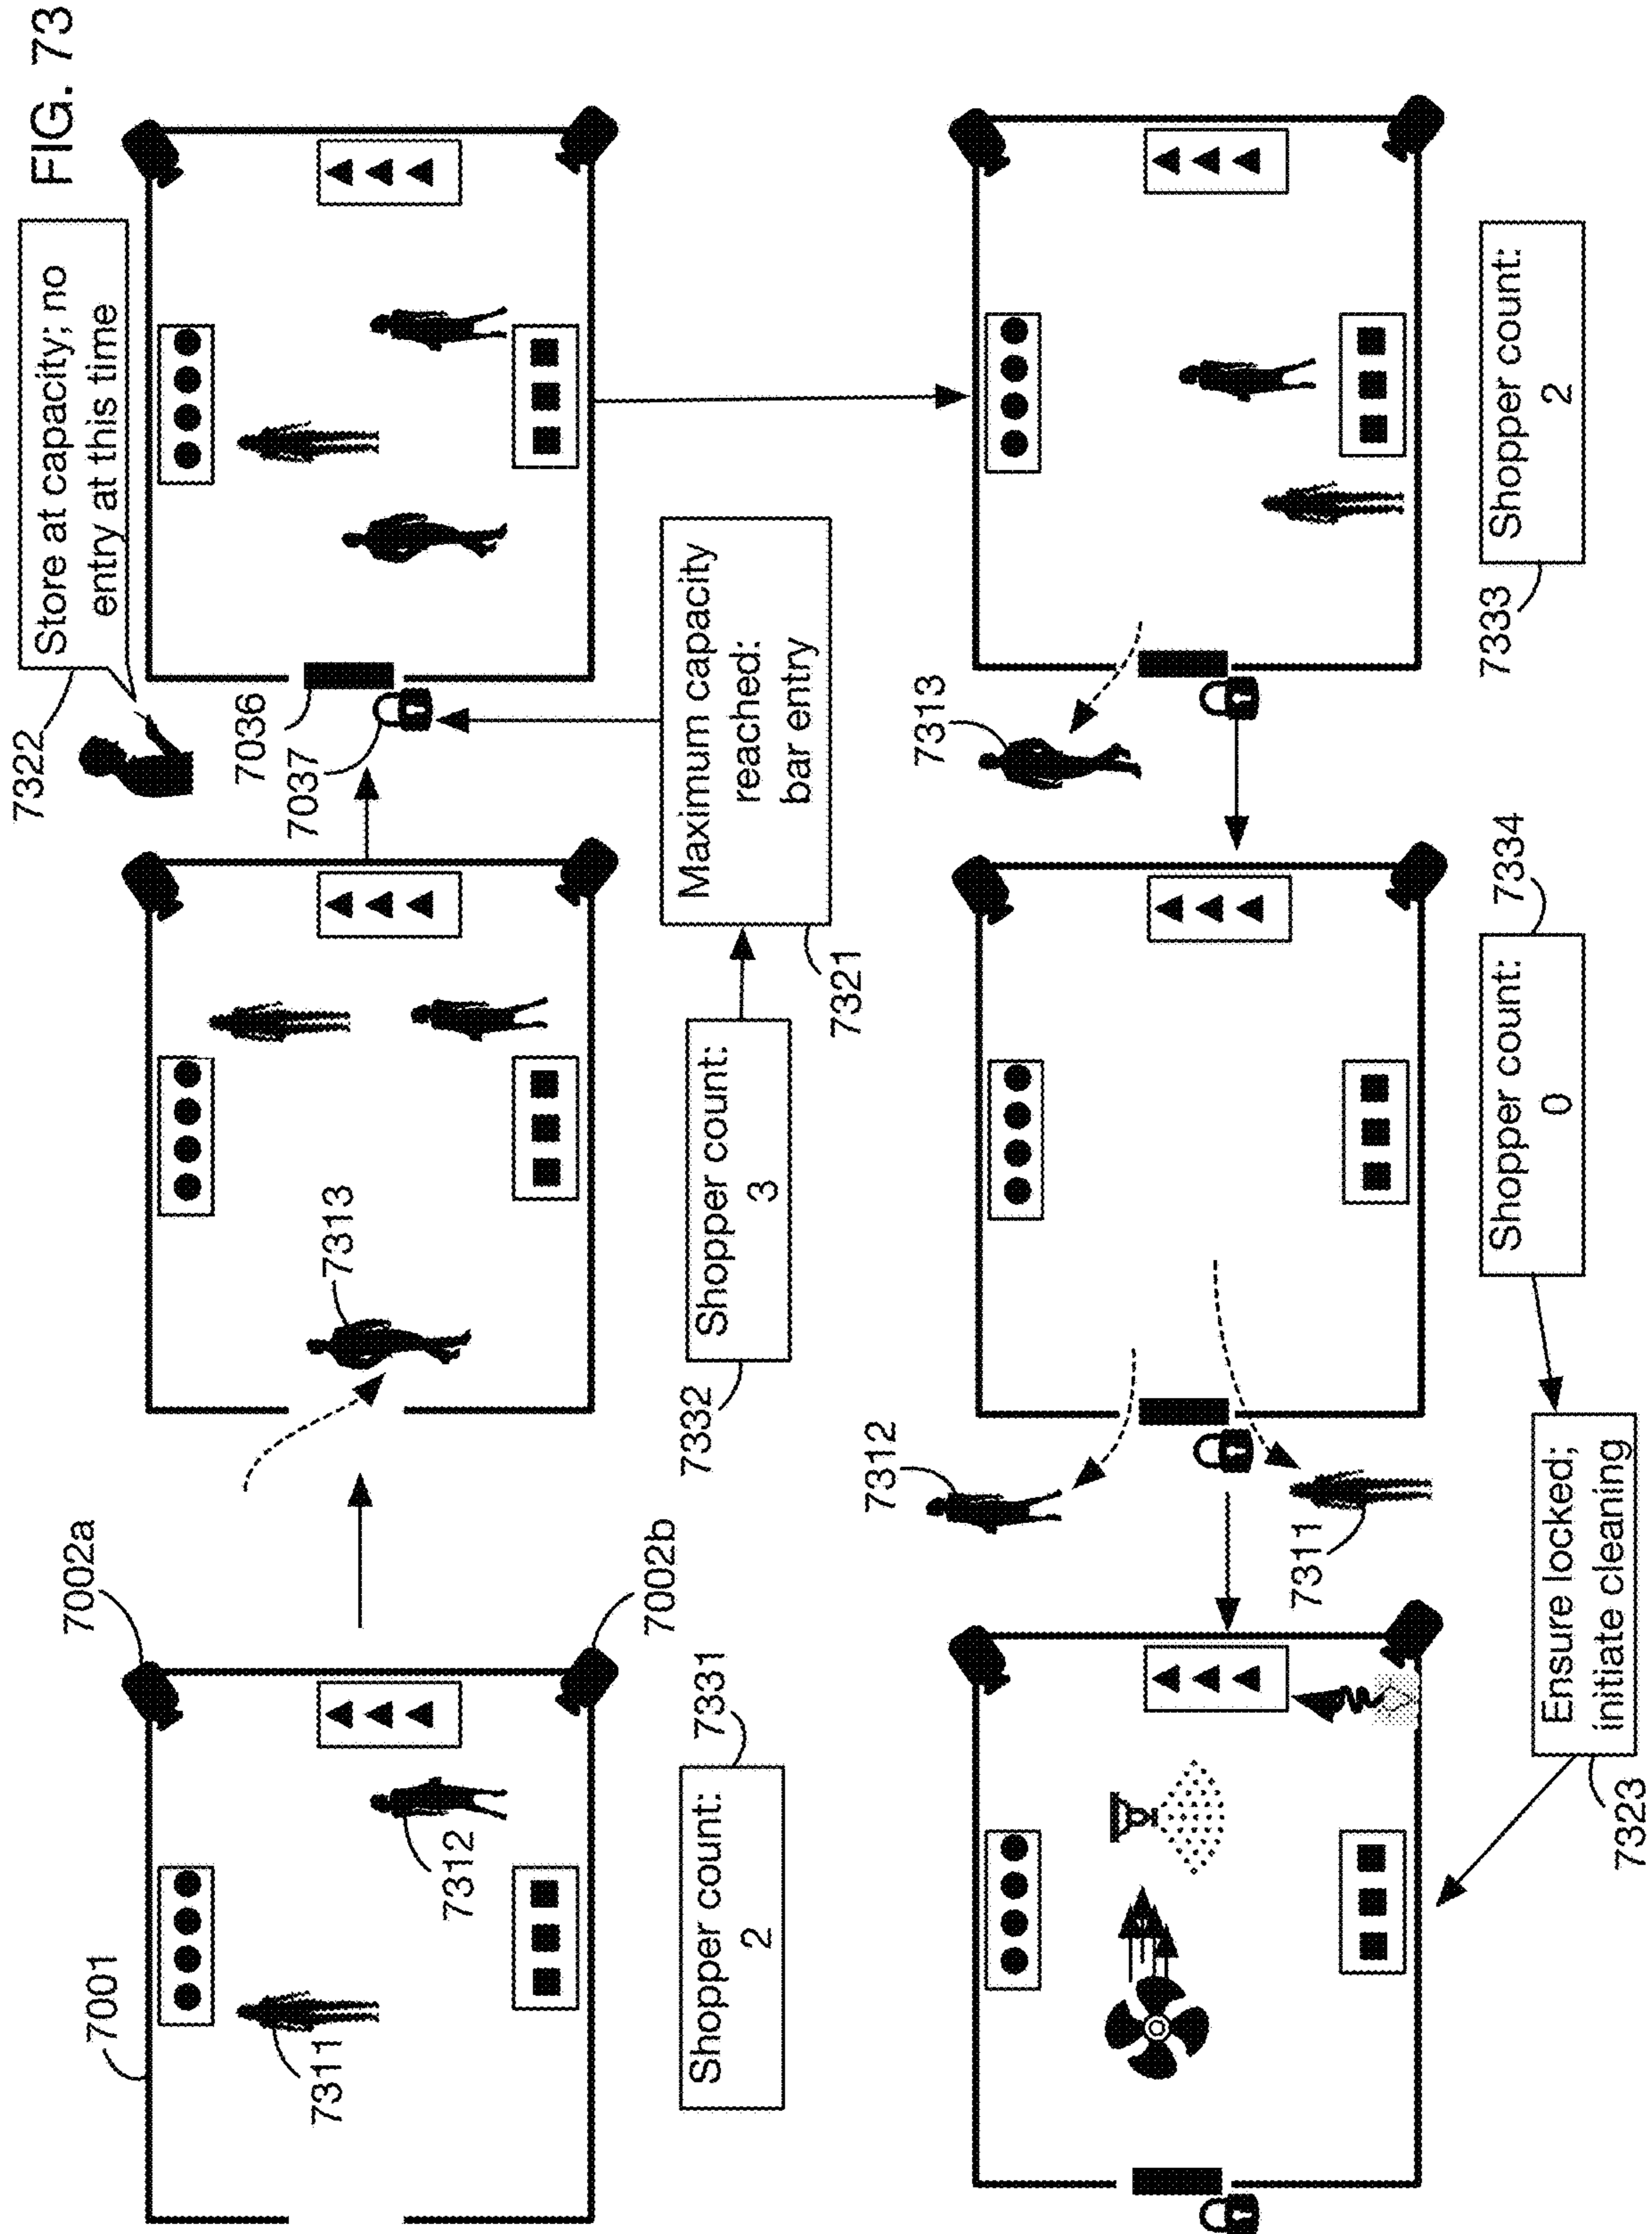 FIG. 73
7001
7002a
7311
7312
7002b
Shopper count:
2
7331
7313
Shopper count:
3
7332
Maximum capacity
reached:
bar entry
7321
7322
Store at capacity; no
entry at this time
7036
7037
7313
Shopper count:
2
7333
7312
7311
Shopper count:
0
7334
Ensure locked;
initiate cleaning
7323